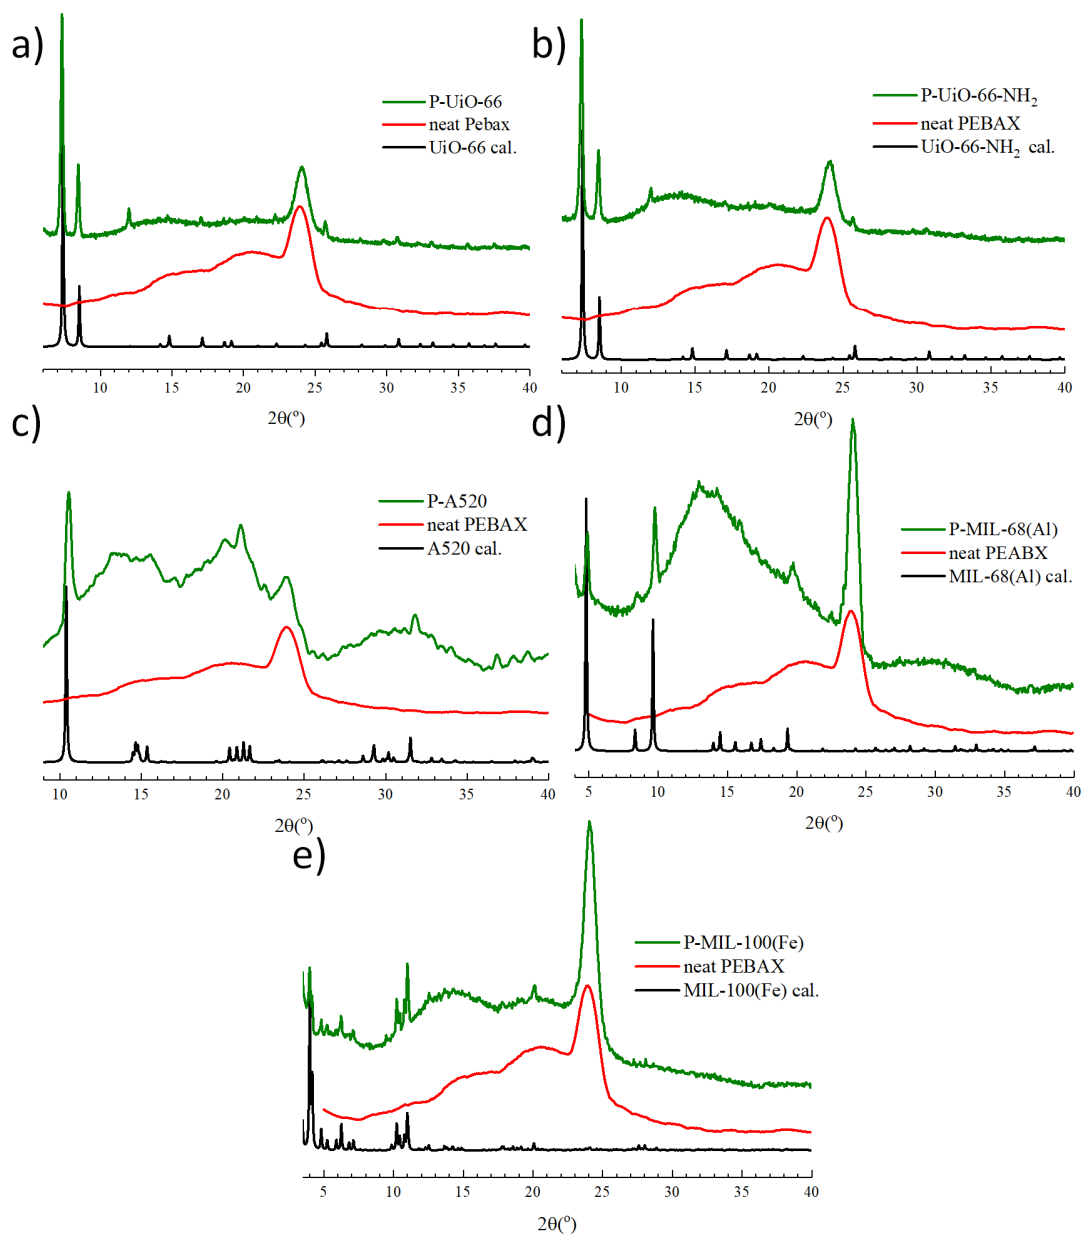 a)
P-UiO-66
neat Pebax
UiO-66 cal.
10 15 20 25 30 35 40
2θ(°)
b)
P-UiO-66-NH₂
neat PEBAX
UiO-66-NH₂ cal.
10 15 20 25 30 35 40
2θ(°)
c)
P-A520
neat PEBAX
A520 cal.
10 15 20 25 30 35 40
2θ(°)
d)
P-MIL-68(Al)
neat PEABX
MIL-68(Al) cal.
5 10 15 20 25 30 35 40
2θ(°)
e)
P-MIL-100(Fe)
neat PEBAX
MIL-100(Fe) cal.
5 10 15 20 25 30 35 40
2θ(°)